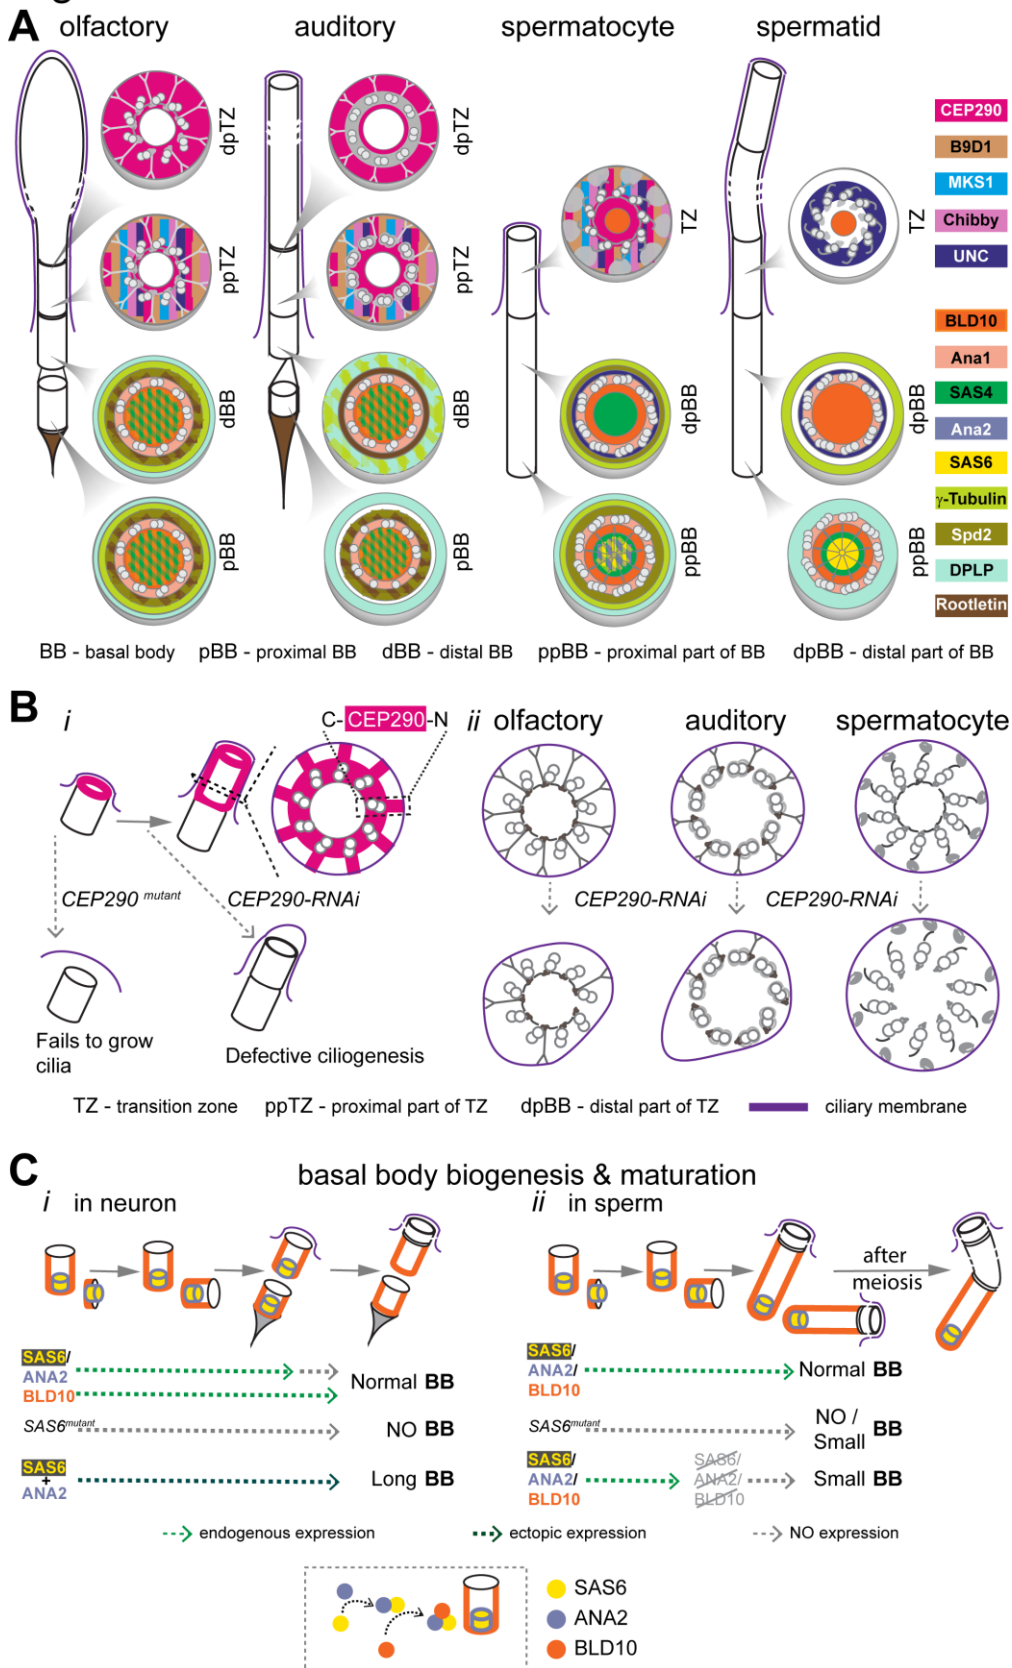 A
olfactory
auditory
spermatocyte
spermatid
dpTZ
ppTZ
dBB
pBB
dpTZ
ppTZ
dBB
pBB
TZ
dpBB
ppBB
TZ
dpBB
ppBB
CEP290
B9D1
MKS1
Chibby
UNC
BLD10
Ana1
SAS4
Ana2
SAS6
γ-Tubulin
Spd2
DPLP
Rootletin
BB - basal body pBB - proximal BB dBB - distal BB ppBB - proximal part of BB dpBB - distal part of BB
B
i
C-CEP290-N
CEP290 mutant
CEP290-RNAi
Fails to grow
cilia
Defective ciliogenesis
ii olfactory auditory spermatocyte
CEP290-RNAi
CEP290-RNAi
TZ - transition zone ppTZ - proximal part of TZ dpBB - distal part of TZ ciliary membrane
C
basal body biogenesis & maturation
i in neuron
SAS6/
ANA2
BLD10
Normal BB
SAS6mutant
NO BB
SAS6
+
ANA2
Long BB
ii in sperm
after
meiosis
SAS6/
ANA2/
BLD10
Normal BB
SAS6mutant
NO /
Small BB
SAS6/
ANA2/
BLD10
SAS6/
ANA2/
BLD10
Small BB
endogenous expression ectopic expression NO expression
SAS6
ANA2
BLD10